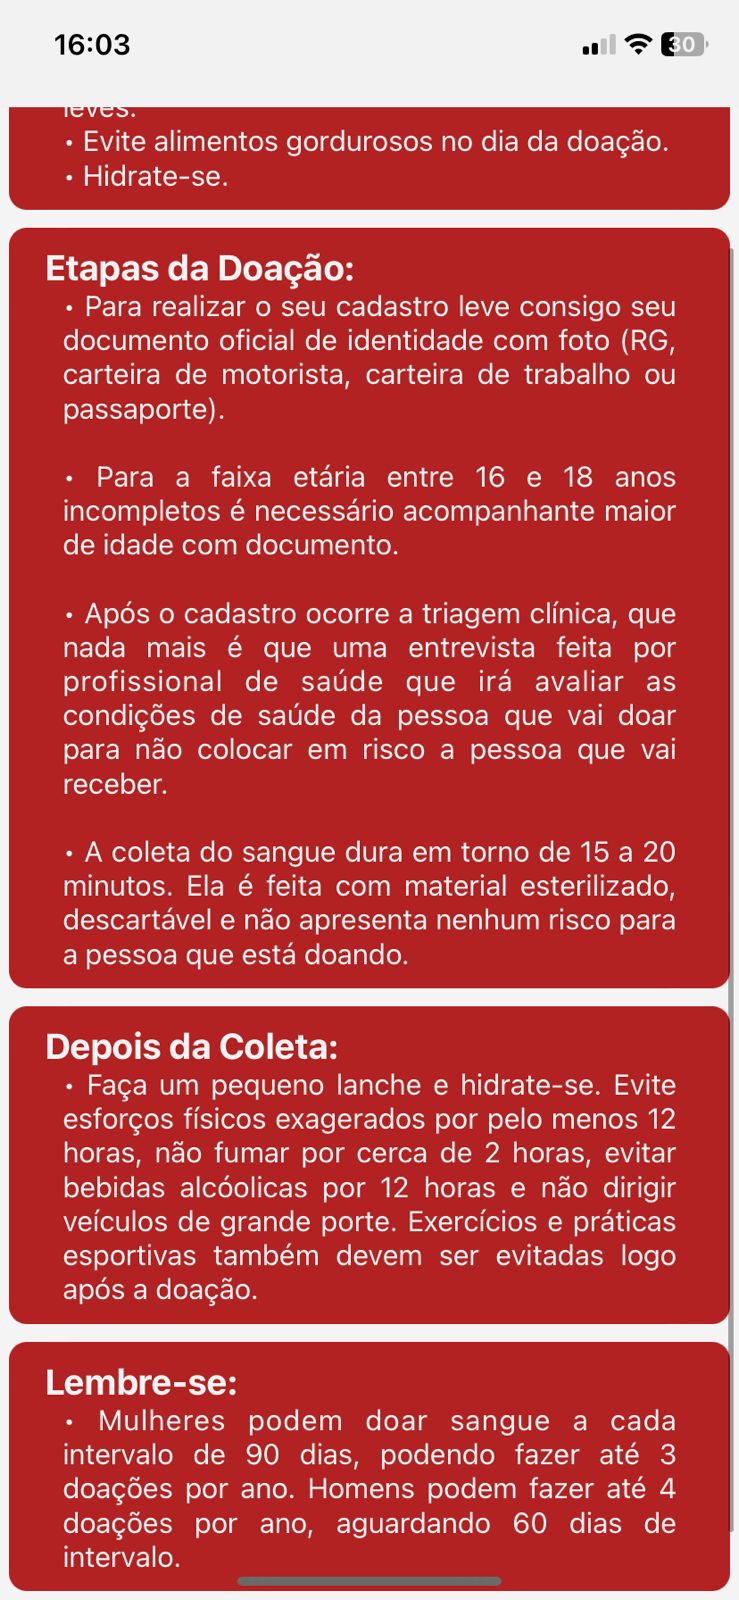 16:03
30
leves.
• Evite alimentos gordurosos no dia da doação.
• Hidrate-se.
Etapas da Doação:
• Para realizar o seu cadastro leve consigo seu
documento oficial de identidade com foto (RG,
carteira de motorista, carteira de trabalho ou
passaporte).
• Para a faixa etária entre 16 e 18 anos
incompletos é necessário acompanhante maior
de idade com documento.
• Após o cadastro ocorre a triagem clínica, que
nada mais é que uma entrevista feita por
profissional de saúde que irá avaliar as
condições de saúde da pessoa que vai doar
para não colocar em risco a pessoa que vai
receber.
• A coleta do sangue dura em torno de 15 a 20
minutos. Ela é feita com material esterilizado,
descartável e não apresenta nenhum risco para
a pessoa que está doando.
Depois da Coleta:
• Faça um pequeno lanche e hidrate-se. Evite
esforços físicos exagerados por pelo menos 12
horas, não fumar por cerca de 2 horas, evitar
bebidas alcóolicas por 12 horas e não dirigir
veículos de grande porte. Exercícios e práticas
esportivas também devem ser evitadas logo
após a doação.
Lembre-se:
• Mulheres podem doar sangue a cada
intervalo de 90 dias, podendo fazer até 3
doações por ano. Homens podem fazer até 4
doações por ano, aguardando 60 dias de
intervalo.